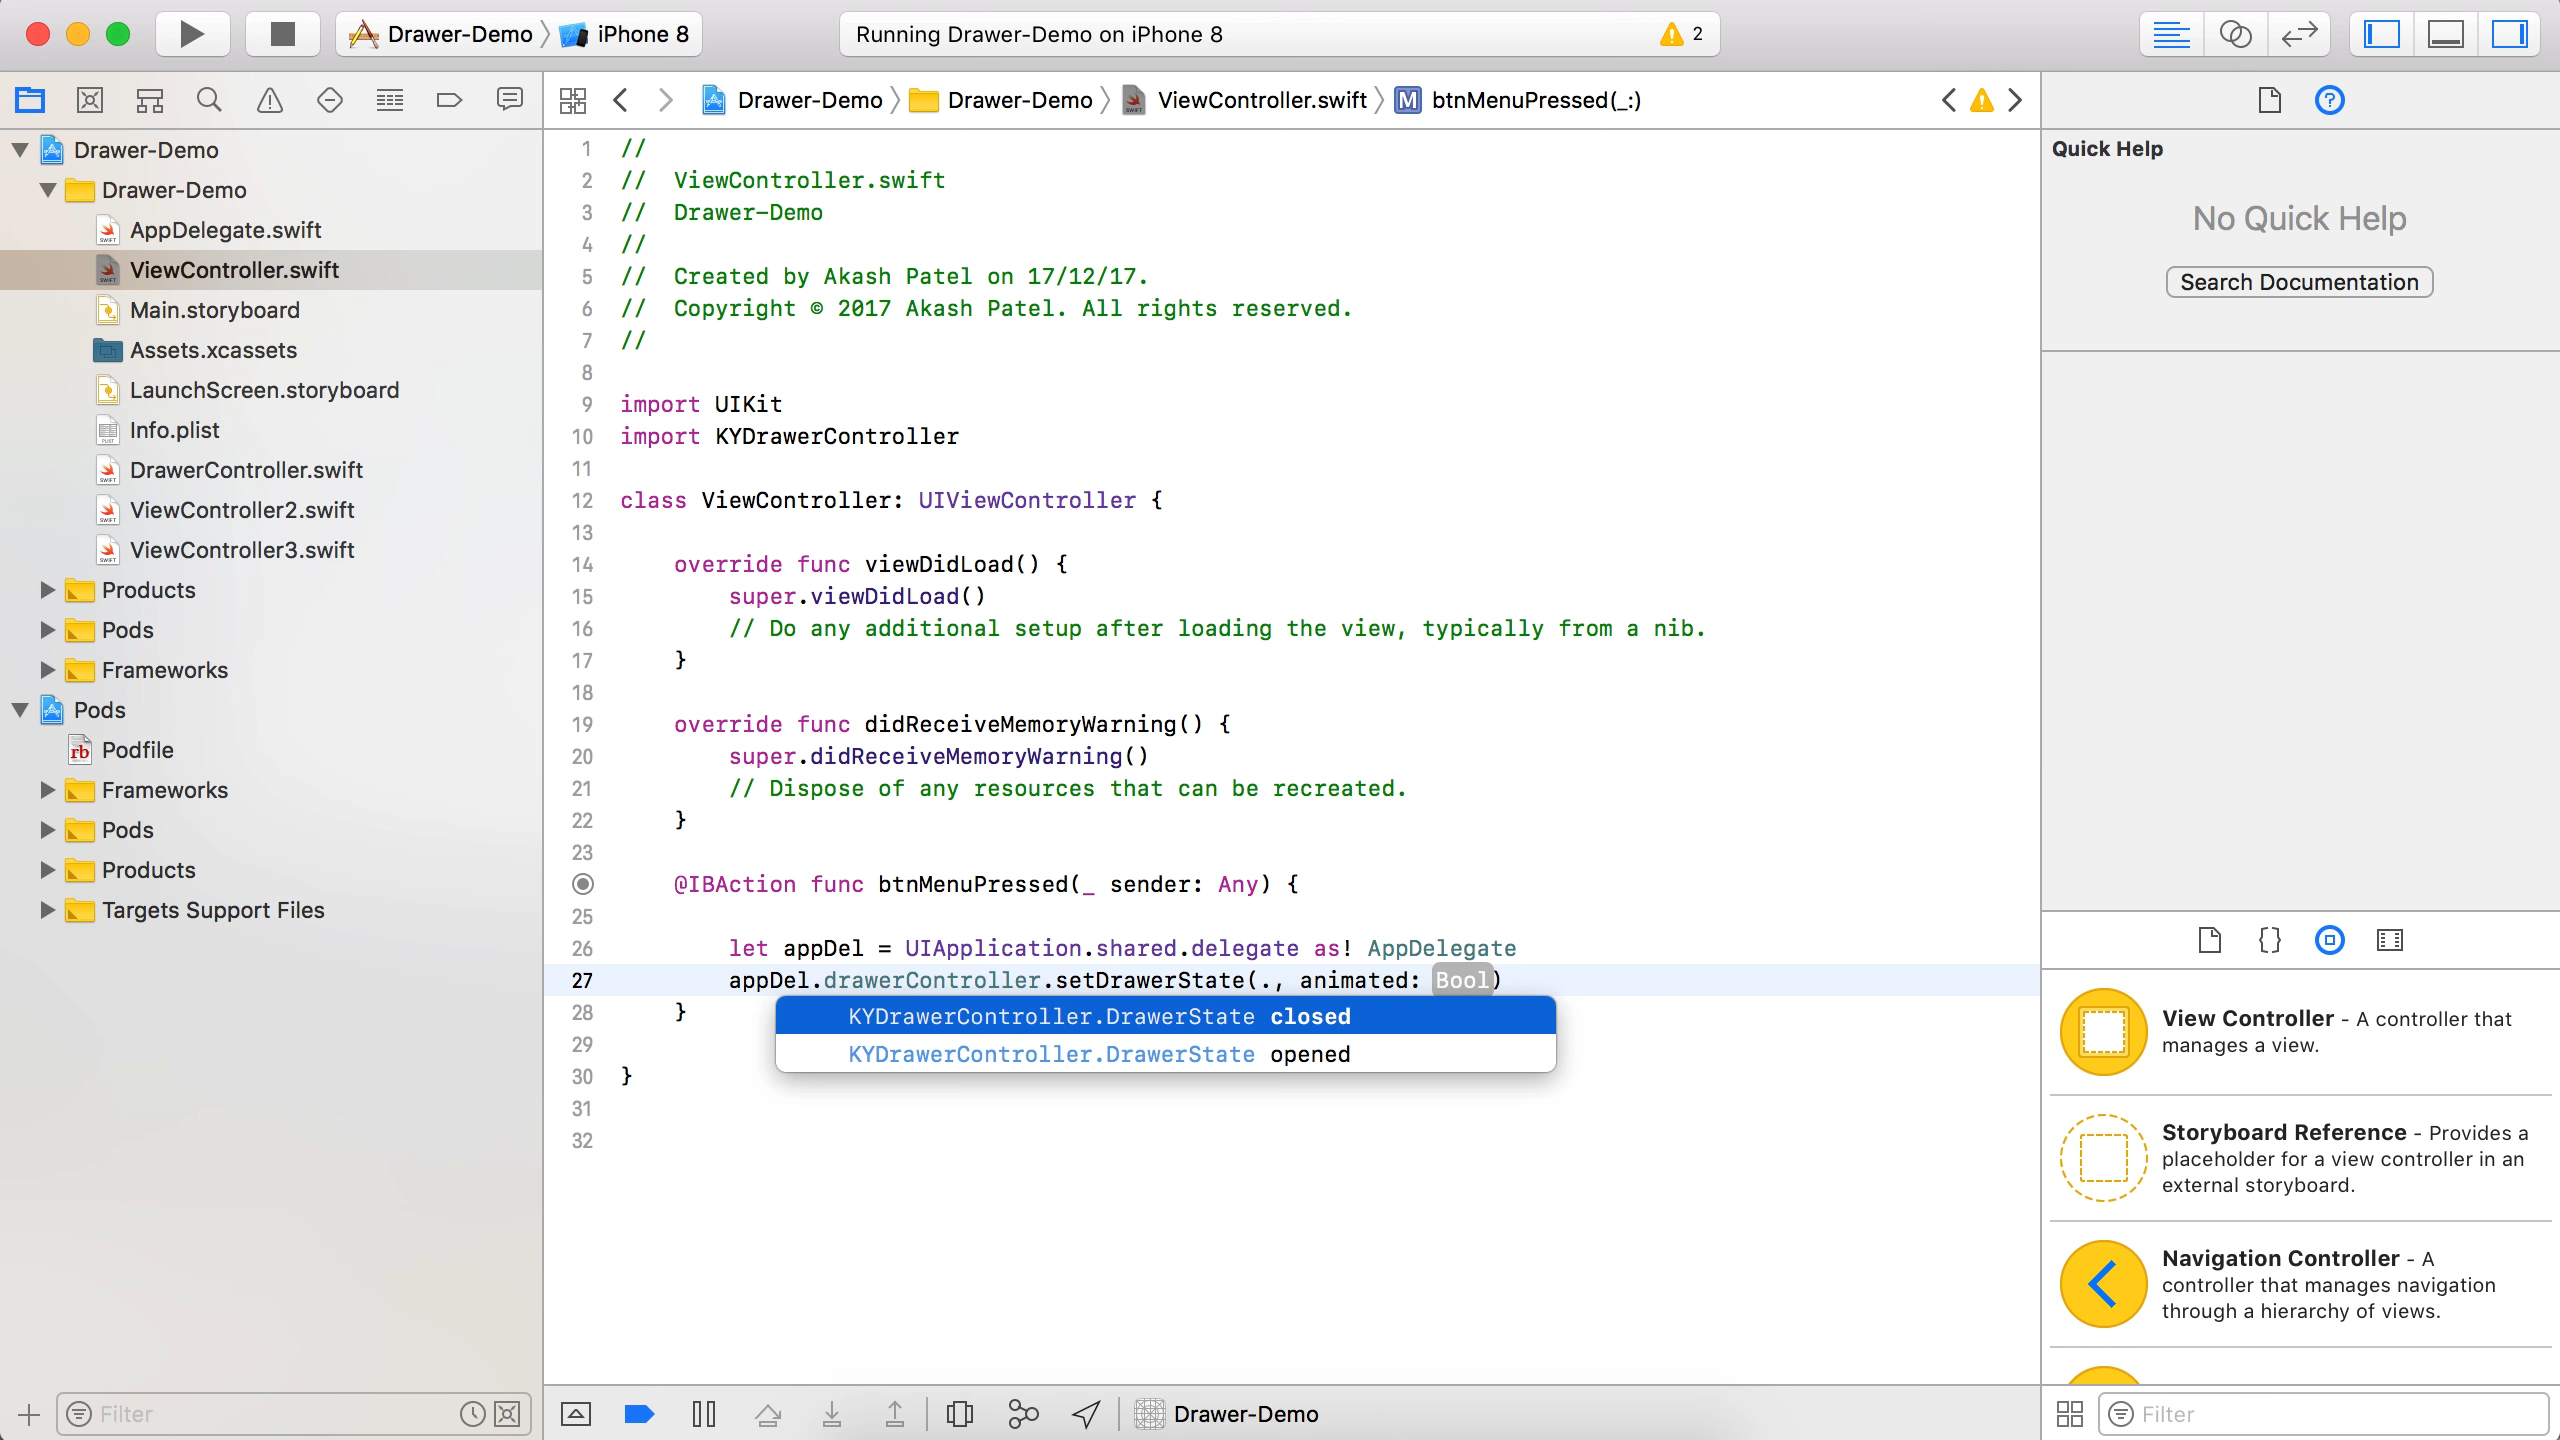 Drawer-Demo 〉 iPhone 8
Running Drawer-Demo on iPhone 8
2
Drawer-Demo 〉 Drawer-Demo 〉 ViewController.swift 〉 M btnMenuPressed(_:)
Drawer-Demo
Drawer-Demo
AppDelegate.swift
ViewController.swift
Main.storyboard
Assets.xcassets
LaunchScreen.storyboard
Info.plist
DrawerController.swift
ViewController2.swift
ViewController3.swift
Products
Pods
Frameworks
Pods
Podfile
Frameworks
Pods
Products
Targets Support Files
Filter
1 //
2 //  ViewController.swift
3 //  Drawer-Demo
4 //
5 //  Created by Akash Patel on 17/12/17.
6 //  Copyright © 2017 Akash Patel. All rights reserved.
7 //
8
9 import UIKit
10 import KYDrawerController
11
12 class ViewController: UIViewController {
13
14     override func viewDidLoad() {
15         super.viewDidLoad()
16         // Do any additional setup after loading the view, typically from a nib.
17     }
18
19     override func didReceiveMemoryWarning() {
20         super.didReceiveMemoryWarning()
21         // Dispose of any resources that can be recreated.
22     }
23
@IBAction func btnMenuPressed(_ sender: Any) {
25
26         let appDel = UIApplication.shared.delegate as! AppDelegate
27         appDel.drawerController.setDrawerState(., animated: Bool)
KYDrawerController.DrawerState closed
28     }
29
KYDrawerController.DrawerState opened
30 }
31
32
Drawer-Demo
Quick Help
No Quick Help
Search Documentation
View Controller - A controller that
manages a view.
Storyboard Reference - Provides a
placeholder for a view controller in an
external storyboard.
Navigation Controller - A
controller that manages navigation
through a hierarchy of views.
Filter